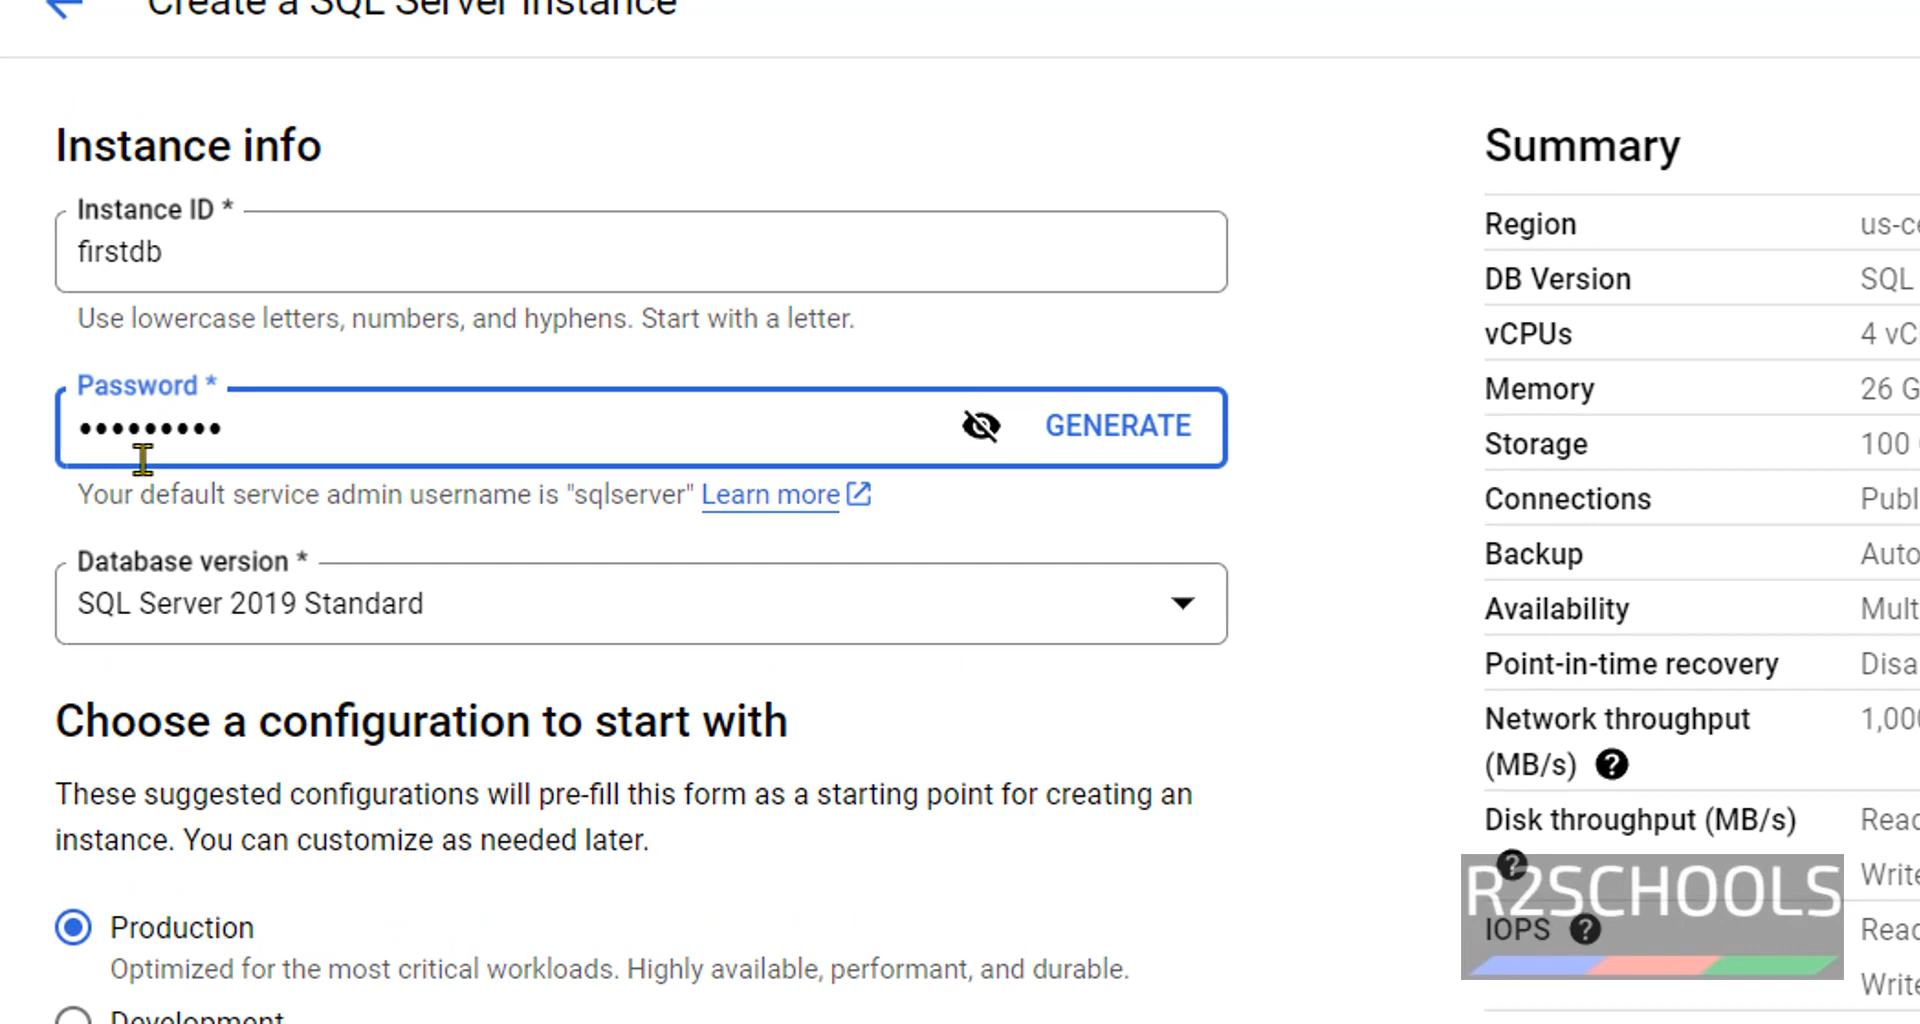 Create a SQL Server instance
Instance info
Instance ID *
firstdb
Use lowercase letters, numbers, and hyphens. Start with a letter.
Password *
•••••••••
GENERATE
Your default service admin username is "sqlserver" Learn more
Database version *
SQL Server 2019 Standard
Choose a configuration to start with
These suggested configurations will pre-fill this form as a starting point for creating an
instance. You can customize as needed later.
Production
Optimized for the most critical workloads. Highly available, performant, and durable.
Development
Summary
Region us-ce
DB Version SQL
vCPUs 4 vC
Memory 26 G
Storage 100
Connections Publ
Backup Auto
Availability Mult
Point-in-time recovery Disa
Network throughput 1,000
(MB/s)
Disk throughput (MB/s) Read
Write
R2SCHOOLS
IOPS Read
Write